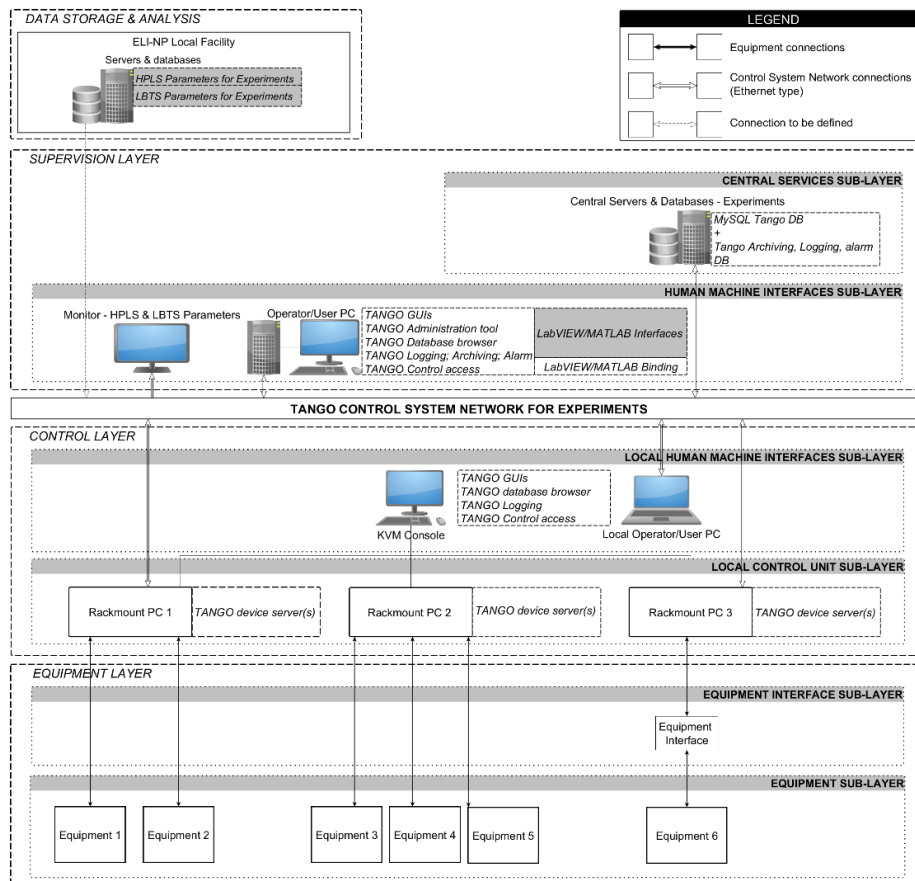 DATA STORAGE & ANALYSIS
ELI-NP Local Facility
Servers & databases
HPLS Parameters for Experiments
LBTS Parameters for Experiments
LEGEND
Equipment connections
Control System Network connections
(Ethernet type)
Connection to be defined
SUPERVISION LAYER
CENTRAL SERVICES SUB-LAYER
Central Servers & Databases - Experiments
MySQL Tango DB
+
Tango Archiving, Logging, alarm
DB
HUMAN MACHINE INTERFACES SUB-LAYER
Monitor - HPLS & LBTS Parameters
Operator/User PC
TANGO GUIs
TANGO Administration tool
TANGO Database browser
TANGO Logging; Archiving; Alarm
TANGO Control access
LabVIEW/MATLAB Interfaces
LabVIEW/MATLAB Binding
TANGO CONTROL SYSTEM NETWORK FOR EXPERIMENTS
CONTROL LAYER
LOCAL HUMAN MACHINE INTERFACES SUB-LAYER
KVM Console
TANGO GUIs
TANGO database browser
TANGO Logging
TANGO Control access
Local Operator/User PC
LOCAL CONTROL UNIT SUB-LAYER
Rackmount PC 1
TANGO device server(s)
Rackmount PC 2
TANGO device server(s)
Rackmount PC 3
TANGO device server(s)
EQUIPMENT LAYER
EQUIPMENT INTERFACE SUB-LAYER
Equipment
Interface
EQUIPMENT SUB-LAYER
Equipment 1
Equipment 2
Equipment 3
Equipment 4
Equipment 5
Equipment 6